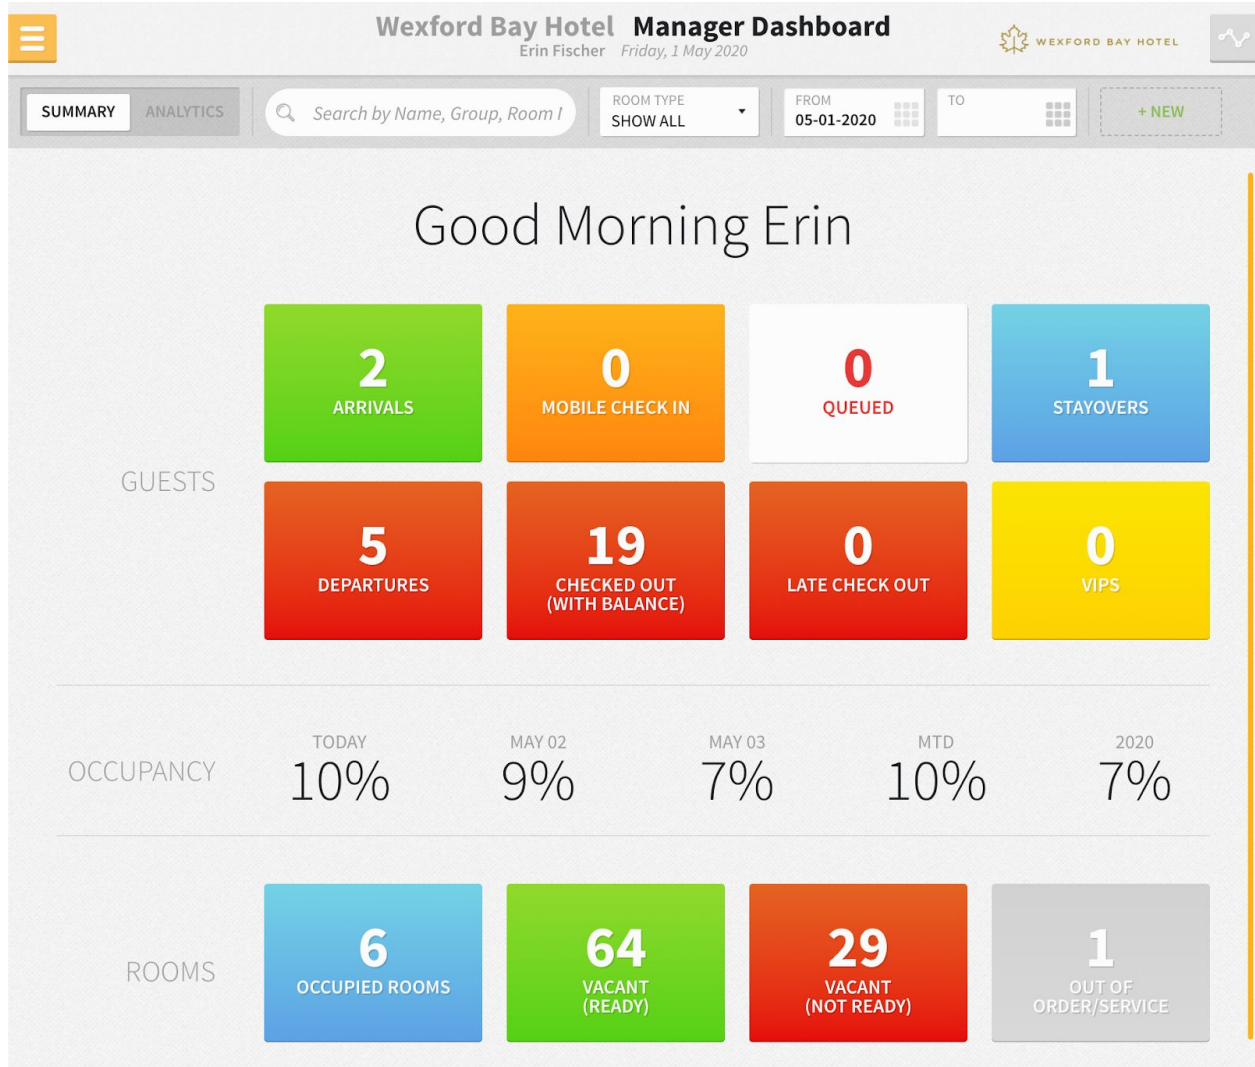 Wexford Bay Hotel Manager Dashboard
Erin Fischer Friday, 1 May 2020
WEXFORD BAY HOTEL
SUMMARY
ANALYTICS
Search by Name, Group, Room
ROOM TYPE
SHOW ALL
FROM
05-01-2020
TO
+ NEW
Good Morning Erin
GUESTS
2
ARRIVALS
0
MOBILE CHECK IN
0
QUEUED
1
STAYOVERS
5
DEPARTURES
19
CHECKED OUT
(WITH BALANCE)
0
LATE CHECK OUT
0
VIPS
OCCUPANCY
TODAY
10%
MAY 02
9%
MAY 03
7%
MTD
10%
2020
7%
ROOMS
6
OCCUPIED ROOMS
64
VACANT
(READY)
29
VACANT
(NOT READY)
1
OUT OF
ORDER/SERVICE